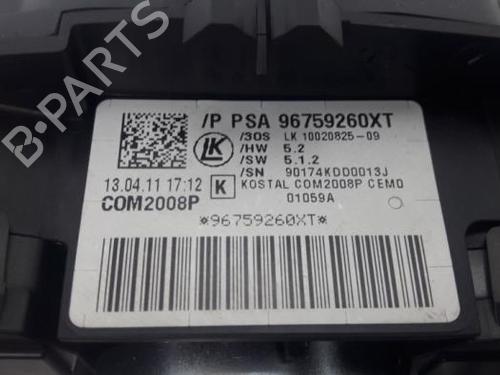 B-PARTS
/P PSA 96759260XT
/3OS LK 10020825-09
/HW 5.2
/SW 5.1.2
/SN 90174KDD0013J
LK
13.04.11 17:12 K KOSTAL COM2008P CEMO
COM2008P 01059A
*96759260XT*